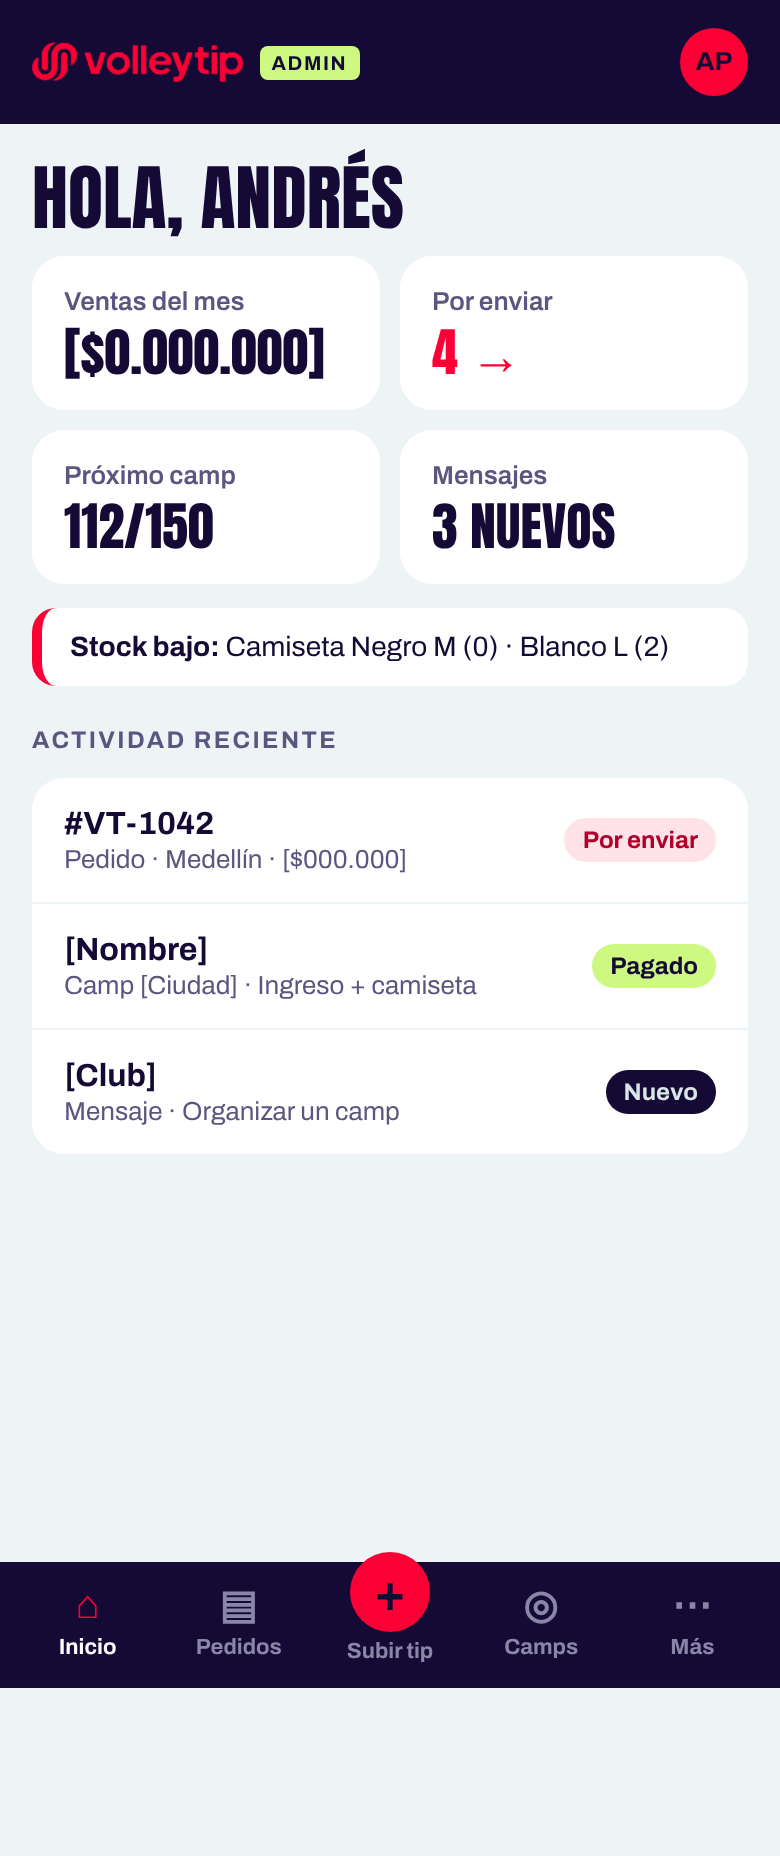 volleytip ADMIN AP
HOLA, ANDRÉS
Ventas del mes
[$0.000.000]
Por enviar
4 →
Próximo camp
112/150
Mensajes
3 NUEVOS
Stock bajo: Camiseta Negro M (0) · Blanco L (2)
ACTIVIDAD RECIENTE
#VT-1042
Pedido · Medellín · [$000.000]
Por enviar
[Nombre]
Camp [Ciudad] · Ingreso + camiseta
Pagado
[Club]
Mensaje · Organizar un camp
Nuevo
Inicio
Pedidos
+
Subir tip
Camps
Más